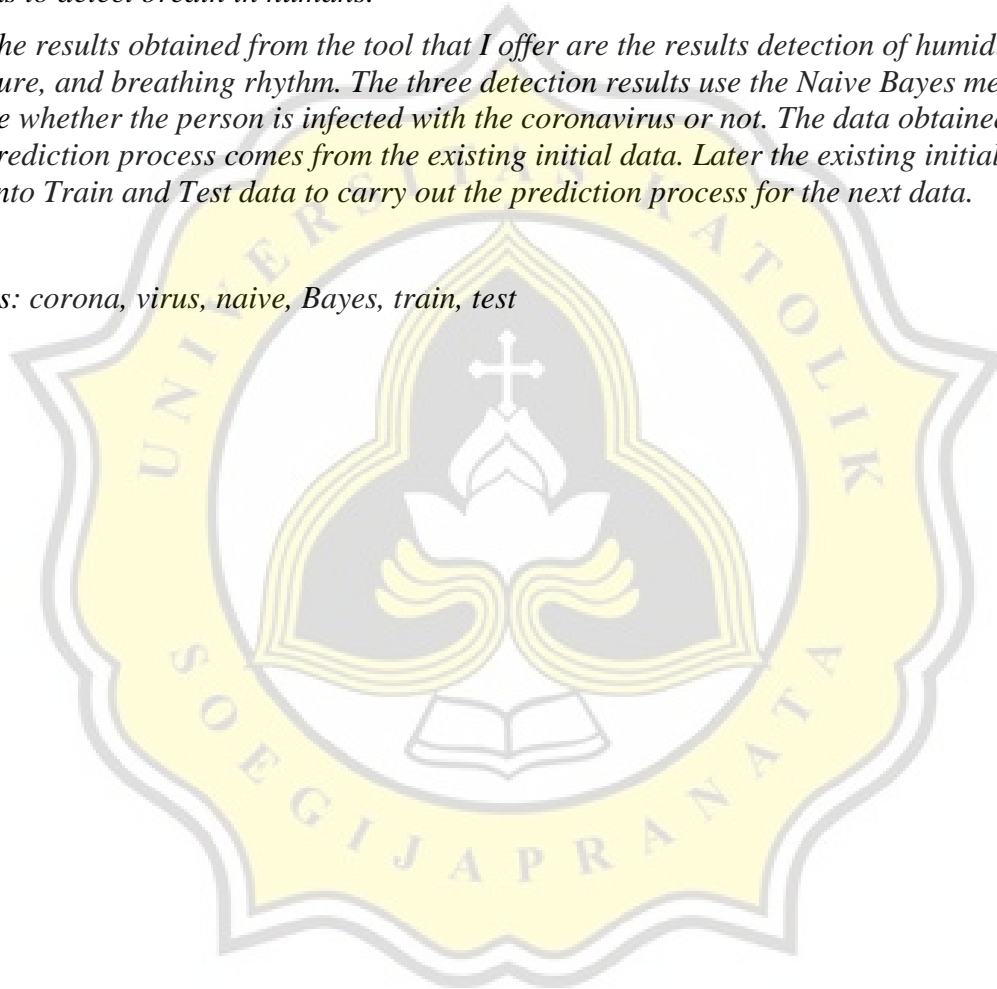 to detect breath in humans.
he results obtained from the tool that I offer are the results detection of humid
ure, and breathing rhythm. The three detection results use the Naive Bayes me
e whether the person is infected with the coronavirus or not. The data obtained
rediction process comes from the existing initial data. Later the existing initial
nto Train and Test data to carry out the prediction process for the next data.
s: corona, virus, naive, Bayes, train, test
UNIVERSITAS KATOLIK
SOEGIJAPRANATA